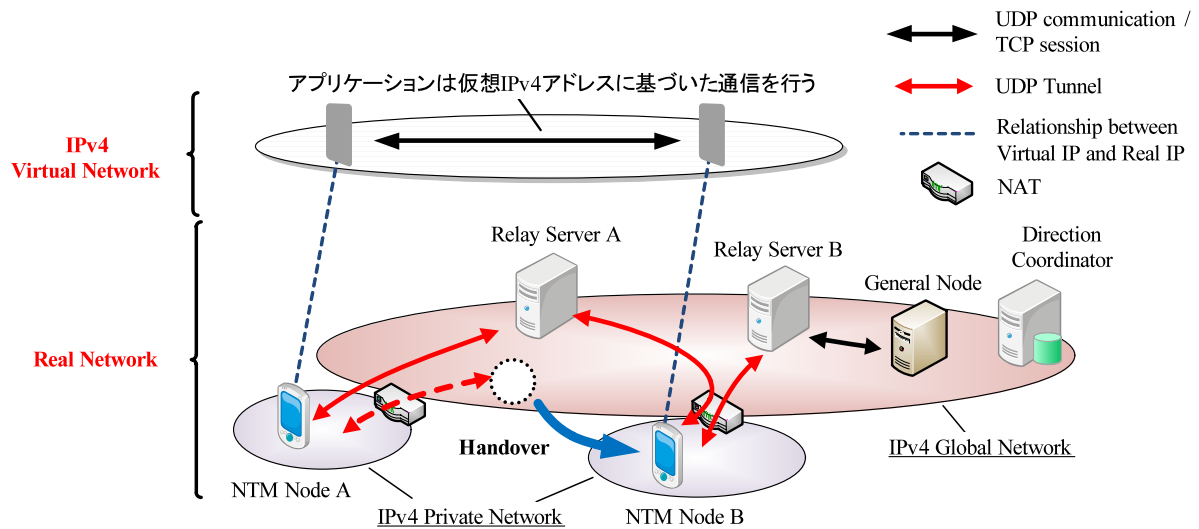 UDP communication /
TCP session
アプリケーションは仮想IPv4アドレスに基づいた通信を行う
UDP Tunnel
IPv4
Virtual Network
Relationship between
Virtual IP and Real IP
NAT
Relay Server A
Relay Server B
Direction
Coordinator
General Node
Real Network
Handover
IPv4 Global Network
NTM Node A
IPv4 Private Network
NTM Node B